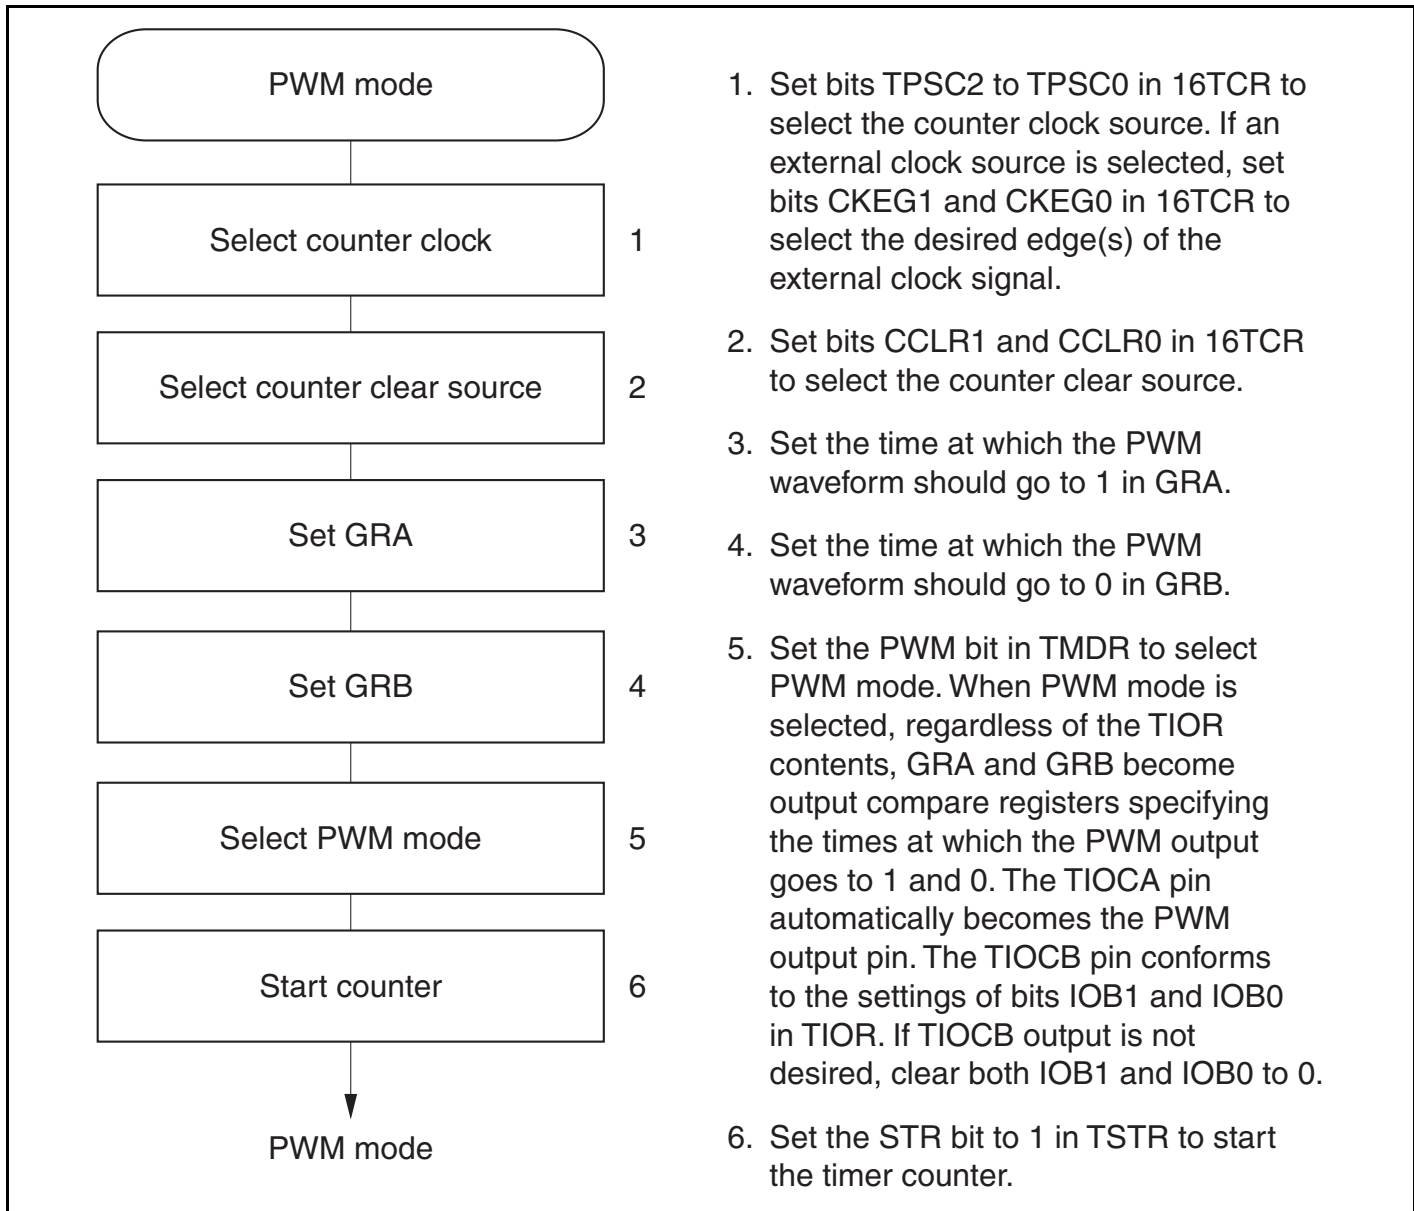 PWM mode
Select counter clock
1
Select counter clear source
2
Set GRA
3
Set GRB
4
Select PWM mode
5
Start counter
6
PWM mode
1. Set bits TPSC2 to TPSC0 in 16TCR to
select the counter clock source. If an
external clock source is selected, set
bits CKEG1 and CKEG0 in 16TCR to
select the desired edge(s) of the
external clock signal.
2. Set bits CCLR1 and CCLR0 in 16TCR
to select the counter clear source.
3. Set the time at which the PWM
waveform should go to 1 in GRA.
4. Set the time at which the PWM
waveform should go to 0 in GRB.
5. Set the PWM bit in TMDR to select
PWM mode. When PWM mode is
selected, regardless of the TIOR
contents, GRA and GRB become
output compare registers specifying
the times at which the PWM output
goes to 1 and 0. The TIOCA pin
automatically becomes the PWM
output pin. The TIOCB pin conforms
to the settings of bits IOB1 and IOB0
in TIOR. If TIOCB output is not
desired, clear both IOB1 and IOB0 to 0.
6. Set the STR bit to 1 in TSTR to start
the timer counter.